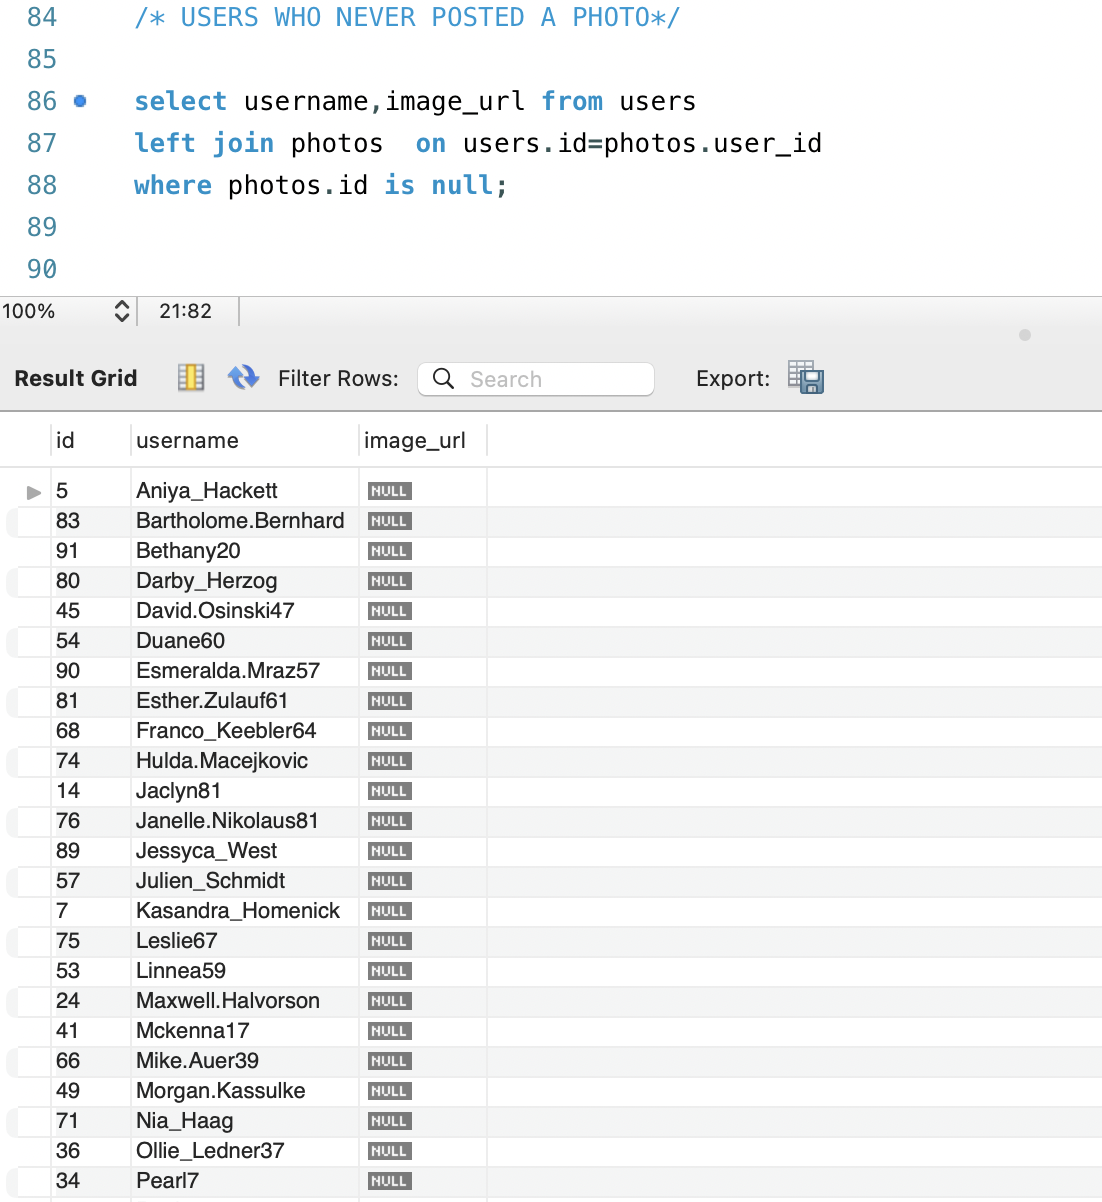 84 /* USERS WHO NEVER POSTED A PHOTO*/
85
86 select username,image_url from users
87 left join photos  on users.id=photos.user_id
88 where photos.id is null;
89
90
100% 21:82
Result Grid Filter Rows: Search Export:
id username image_url
5 Aniya_Hackett NULL
83 Bartholome.Bernhard NULL
91 Bethany20 NULL
80 Darby_Herzog NULL
45 David.Osinski47 NULL
54 Duane60 NULL
90 Esmeralda.Mraz57 NULL
81 Esther.Zulauf61 NULL
68 Franco_Keebler64 NULL
74 Hulda.Macejkovic NULL
14 Jaclyn81 NULL
76 Janelle.Nikolaus81 NULL
89 Jessyca_West NULL
57 Julien_Schmidt NULL
7 Kasandra_Homenick NULL
75 Leslie67 NULL
53 Linnea59 NULL
24 Maxwell.Halvorson NULL
41 Mckenna17 NULL
66 Mike.Auer39 NULL
49 Morgan.Kassulke NULL
71 Nia_Haag NULL
36 Ollie_Ledner37 NULL
34 Pearl7 NULL